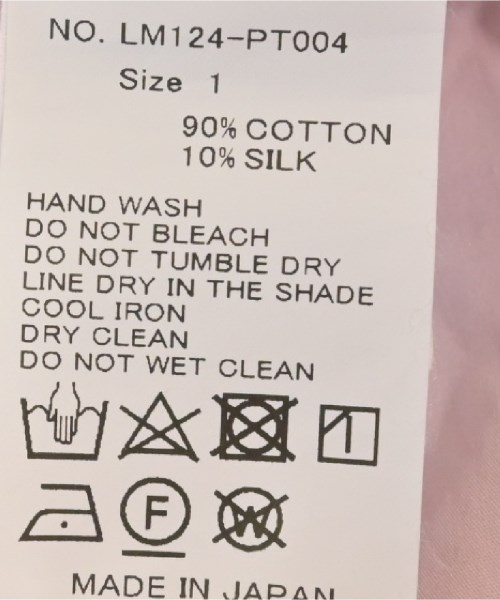 NO. LM124-PT004
Size 1
90% COTTON
10% SILK
HAND WASH
DO NOT BLEACH
DO NOT TUMBLE DRY
LINE DRY IN THE SHADE
COOL IRON
DRY CLEAN
DO NOT WET CLEAN
F W
MADE IN JAPAN